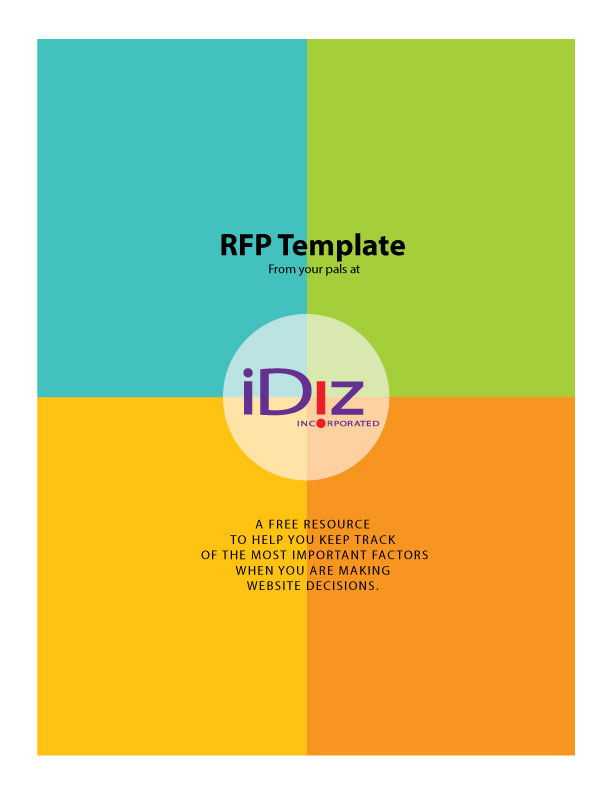 RFP Template
From your pals at
iDIZ
INCORPORATED
A FREE RESOURCE
TO HELP YOU KEEP TRACK
OF THE MOST IMPORTANT FACTORS
WHEN YOU ARE MAKING
WEBSITE DECISIONS.